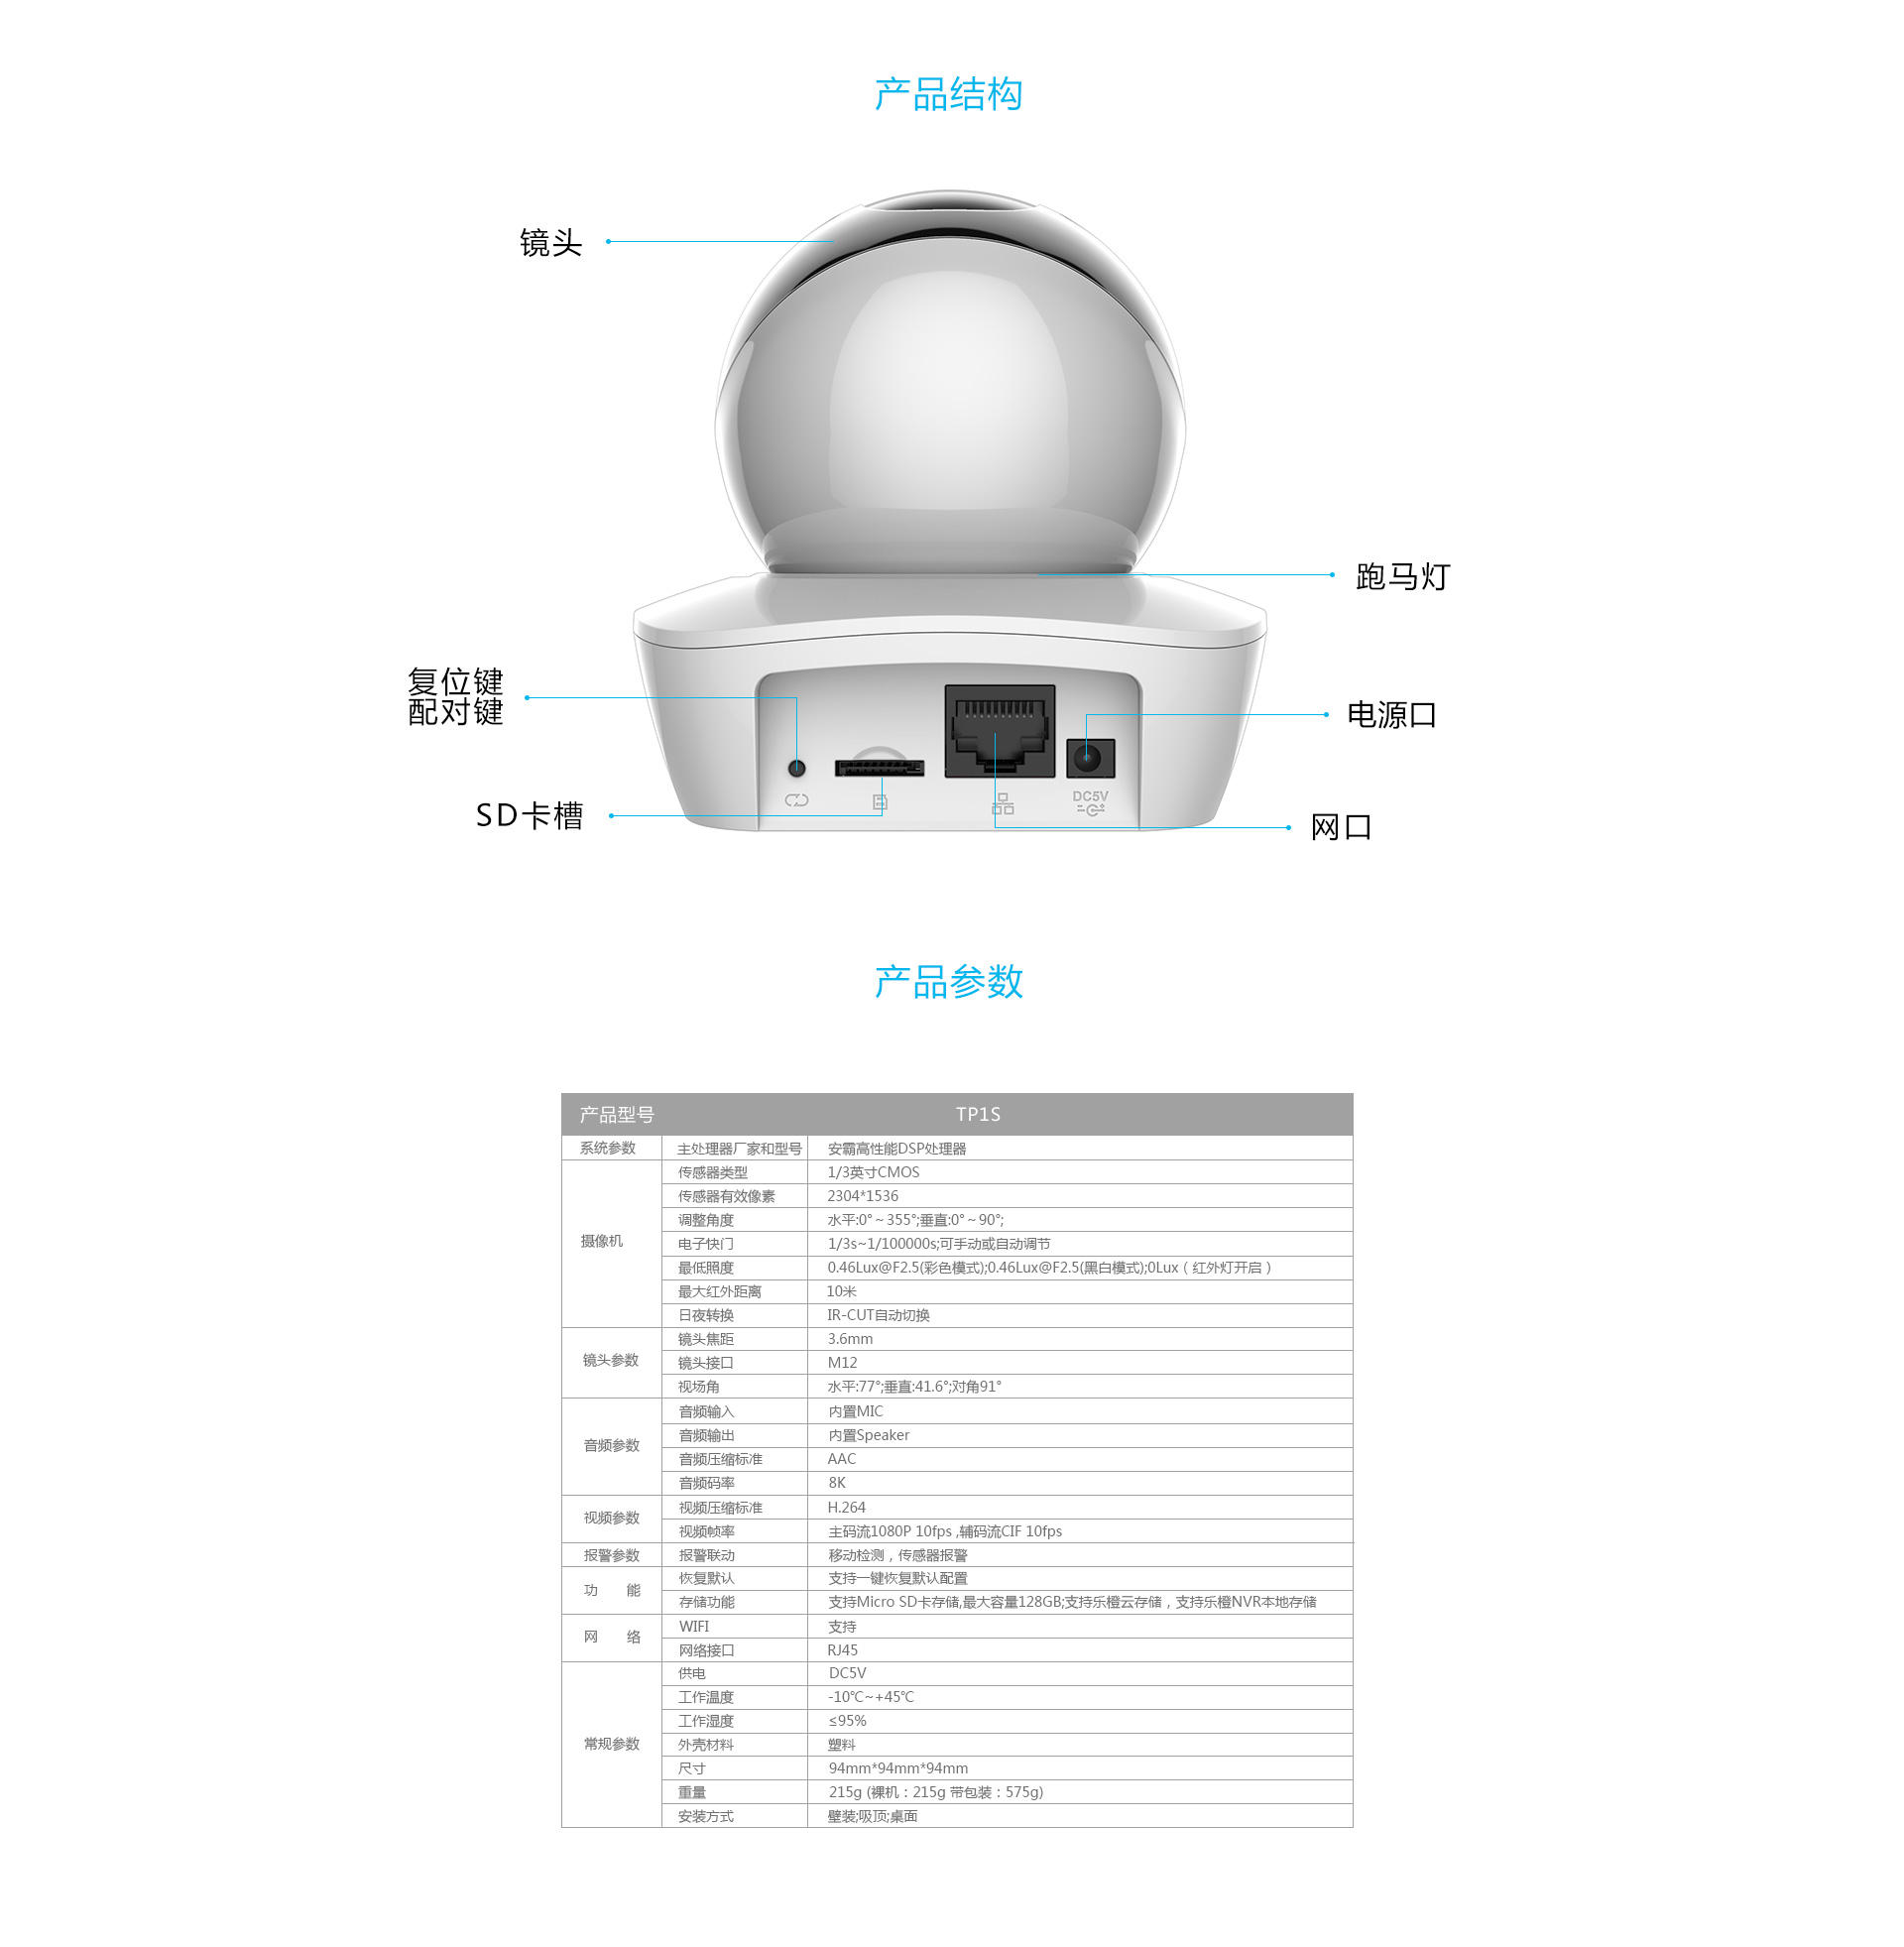 产品结构
镜头
跑马灯
复位键
配对键
电源口
DC5V
SD卡槽
网口
产品参数
产品型号 TP1S
系统参数 主处理器厂家和型号 安霸高性能DSP处理器
摄像机 传感器类型 1/3英寸CMOS
传感器有效像素 2304*1536
调整角度 水平:0°～355°;垂直:0°～90°;
电子快门 1/3s~1/100000s;可手动或自动调节
最低照度 0.46Lux@F2.5(彩色模式);0.46Lux@F2.5(黑白模式);0Lux（红外灯开启）
最大红外距离 10米
日夜转换 IR-CUT自动切换
镜头参数 镜头焦距 3.6mm
镜头接口 M12
视场角 水平:77°;垂直:41.6°;对角91°
音频参数 音频输入 内置MIC
音频输出 内置Speaker
音频压缩标准 AAC
音频码率 8K
视频参数 视频压缩标准 H.264
视频帧率 主码流1080P 10fps ,辅码流CIF 10fps
报警参数 报警联动 移动检测，传感器报警
功 能 恢复默认 支持一键恢复默认配置
存储功能 支持Micro SD卡存储,最大容量128GB;支持乐橙云存储，支持乐橙NVR本地存储
网 络 WIFI 支持
网络接口 RJ45
常规参数 供电 DC5V
工作温度 -10℃~+45℃
工作湿度 ≤95%
外壳材料 塑料
尺寸 94mm*94mm*94mm
重量 215g (裸机：215g 带包装：575g)
安装方式 壁装;吸顶;桌面